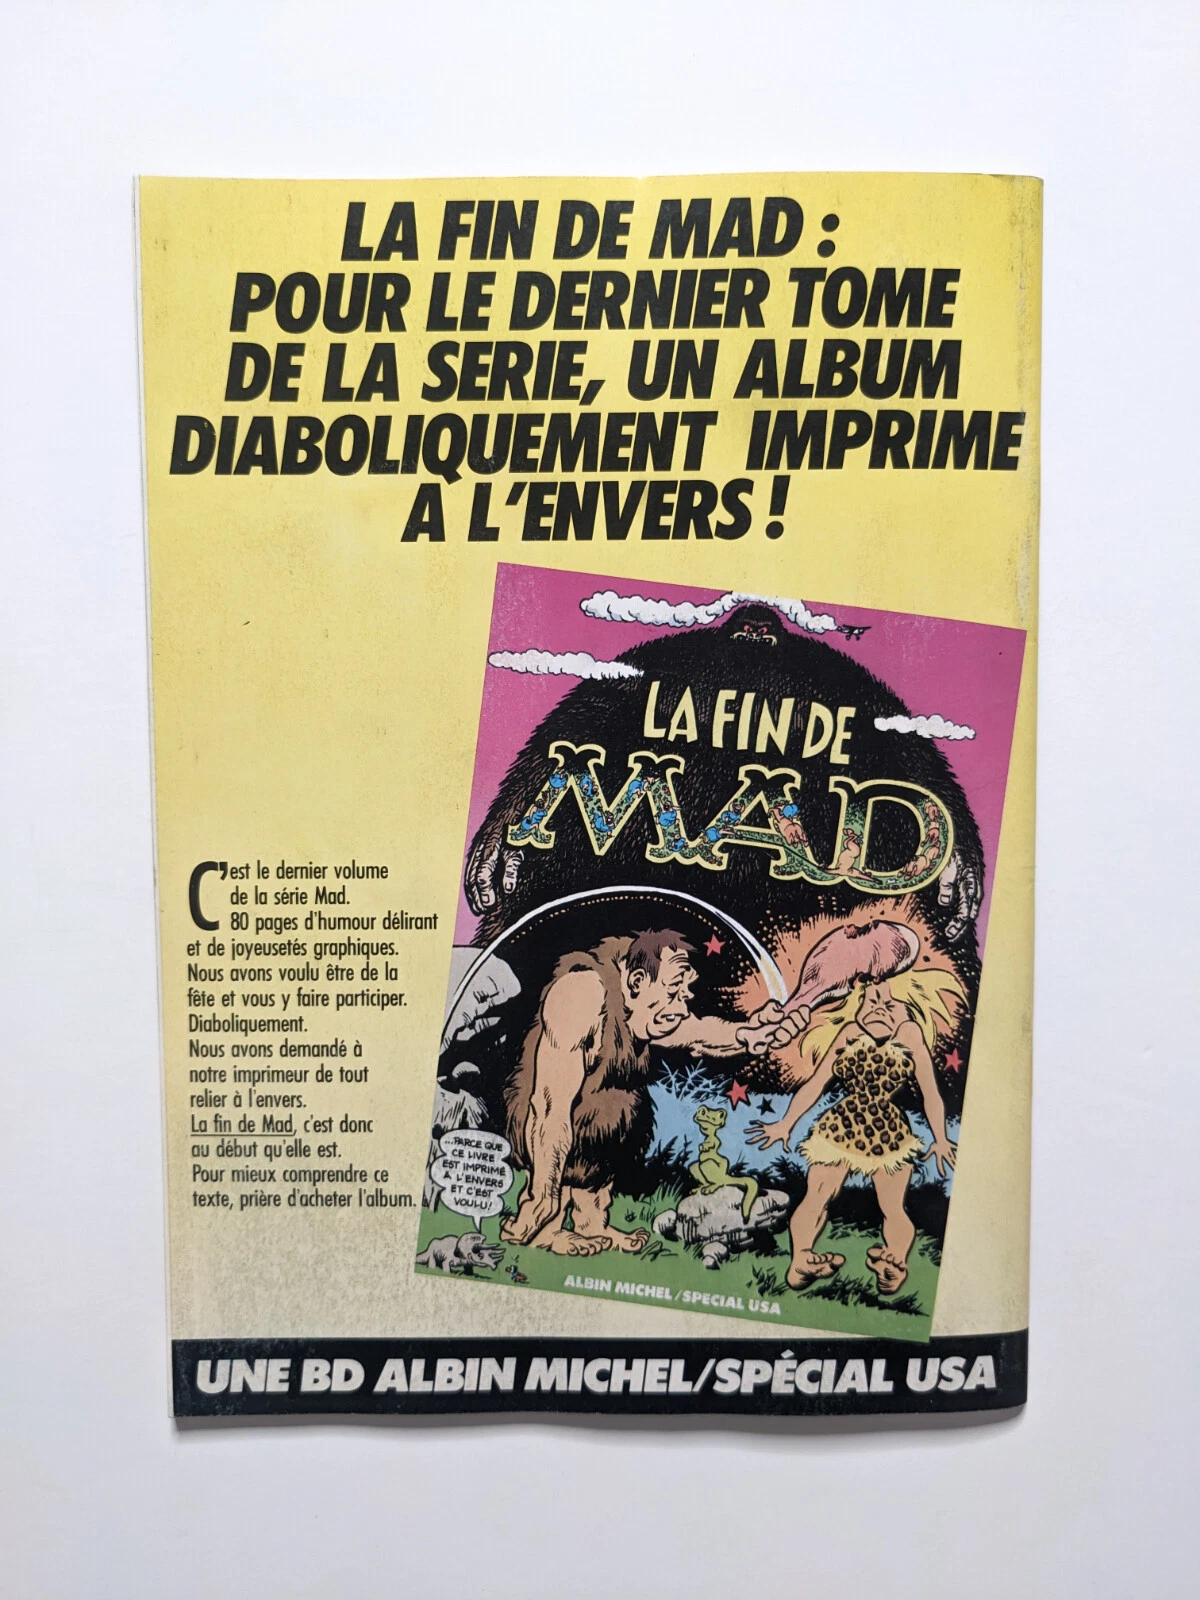 LA FIN DE MAD :
POUR LE DERNIER TOME
DE LA SERIE, UN ALBUM
DIABOLIQUEMENT IMPRIME
A L'ENVERS !
C'est le dernier volume
de la série Mad.
80 pages d'humour délirant
et de joyeusetés graphiques.
Nous avons voulu être de la
fête et vous y faire participer.
Diaboliquement.
Nous avons demandé à
notre imprimeur de tout
relier à l'envers.
La fin de Mad, c'est donc
au début qu'elle est.
Pour mieux comprendre ce
texte, prière d'acheter l'album.
LA FIN DE
MAD
...PARCE QUE
CE LIVRE
EST IMPRIMÉ
A L'ENVERS
ET C'EST
VOULU!
ALBIN MICHEL/SPECIAL USA
UNE BD ALBIN MICHEL/SPÉCIAL USA